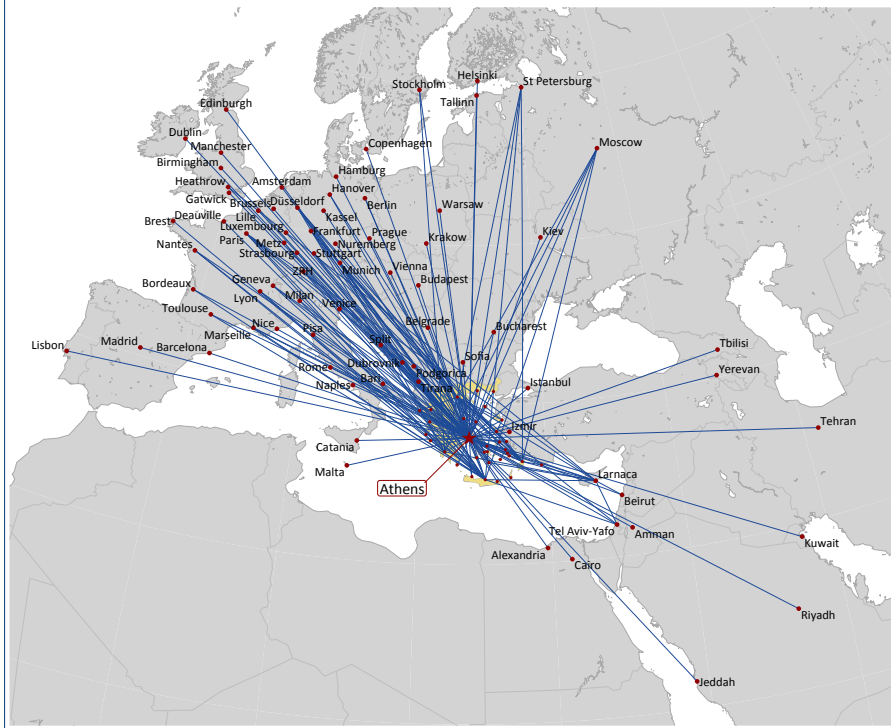 Helsinki
Stockholm
St Petersburg
Tallinn
Edinburgh
Dublin
Manchester
Copenhagen
Moscow
Birmingham
Hamburg
Heathrow
Amsterdam
Gatwick
Hanover
Brussels
Düsseldorf
Berlin
Warsaw
Brest
Deauville
Lille
Kassel
Luxembourg
Frankfurt
Prague
Kiev
Paris
Metz
Nuremberg
Krakow
Nantes
Strasbourg
Stuttgart
ZRH
Munich
Vienna
Geneva
Budapest
Bordeaux
Lyon
Milan
Venice
Toulouse
Marseille
Nice
Pisa
Belgrade
Bucharest
Lisbon
Madrid
Barcelona
Split
Sofia
Tbilisi
Rome
Dubrovnik
Podgorica
Yerevan
Naples
Bari
Tirana
Istanbul
Izmir
Tehran
Catania
Malta
Athens
Larnaca
Beirut
Tel Aviv-Yafo
Amman
Kuwait
Alexandria
Cairo
Riyadh
Jeddah